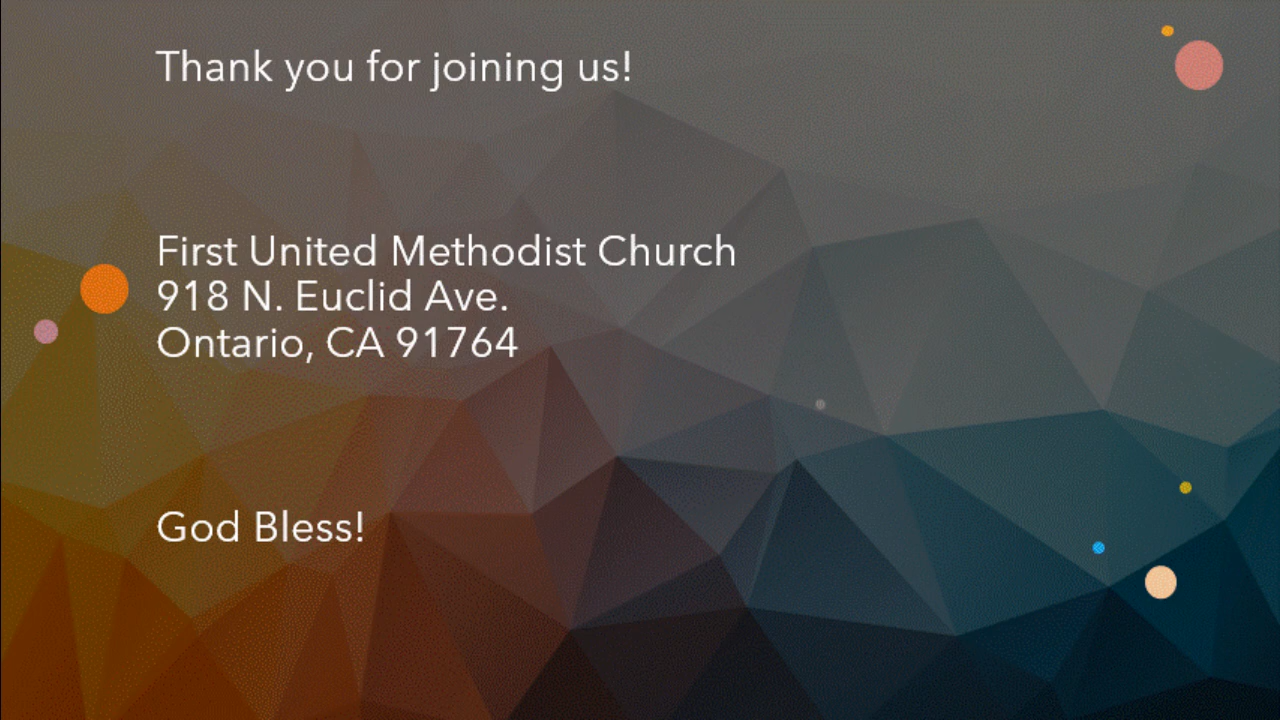 Thank you for joining us!
First United Methodist Church
918 N. Euclid Ave.
Ontario, CA 91764
God Bless!